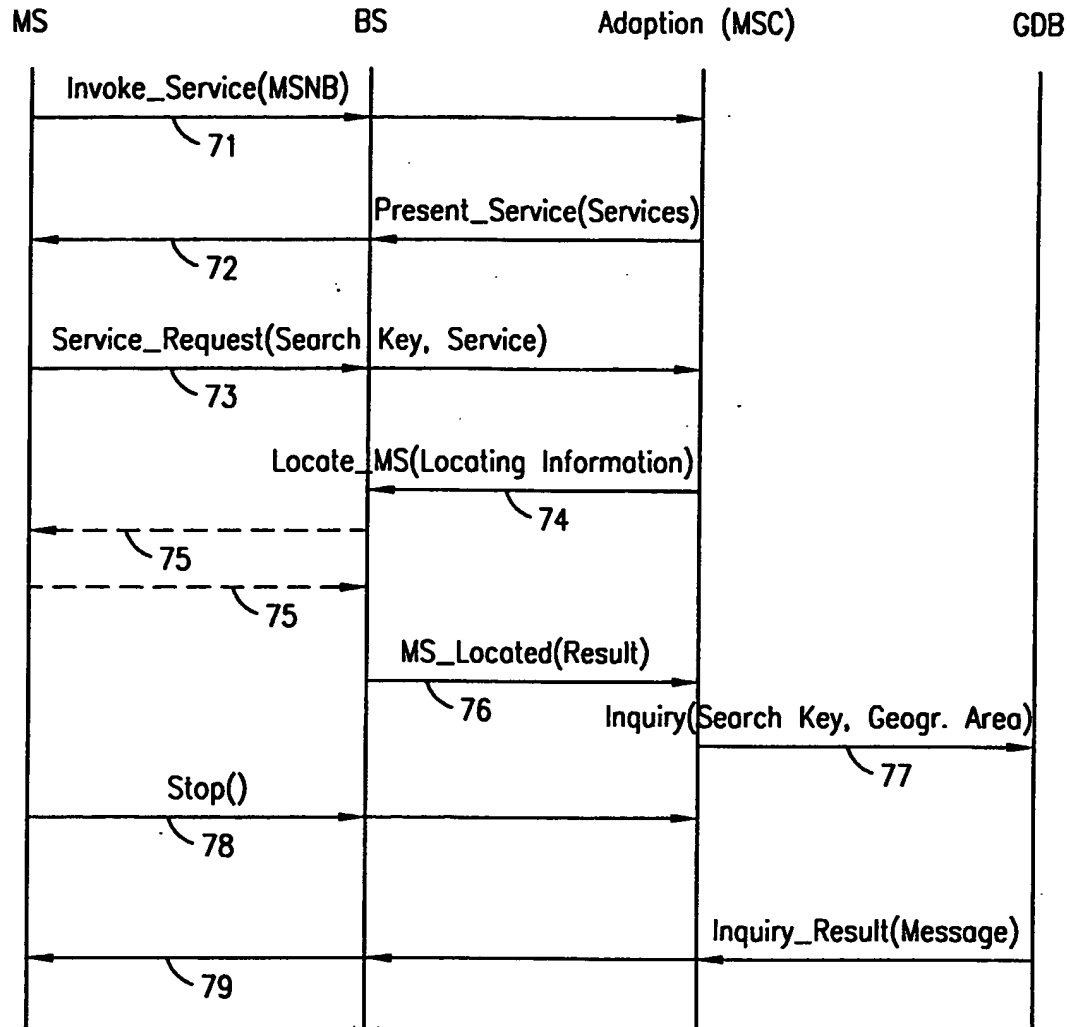 MS BS Adaption (MSC) GDB
Invoke_Service(MSNB)
71
Present_Service(Services)
72
Service_Request(Search Key, Service)
73
Locate_MS(Locating Information)
74
75
75
MS_Located(Result)
76
Inquiry(Search Key, Geogr. Area)
77
Stop()
78
Inquiry_Result(Message)
79